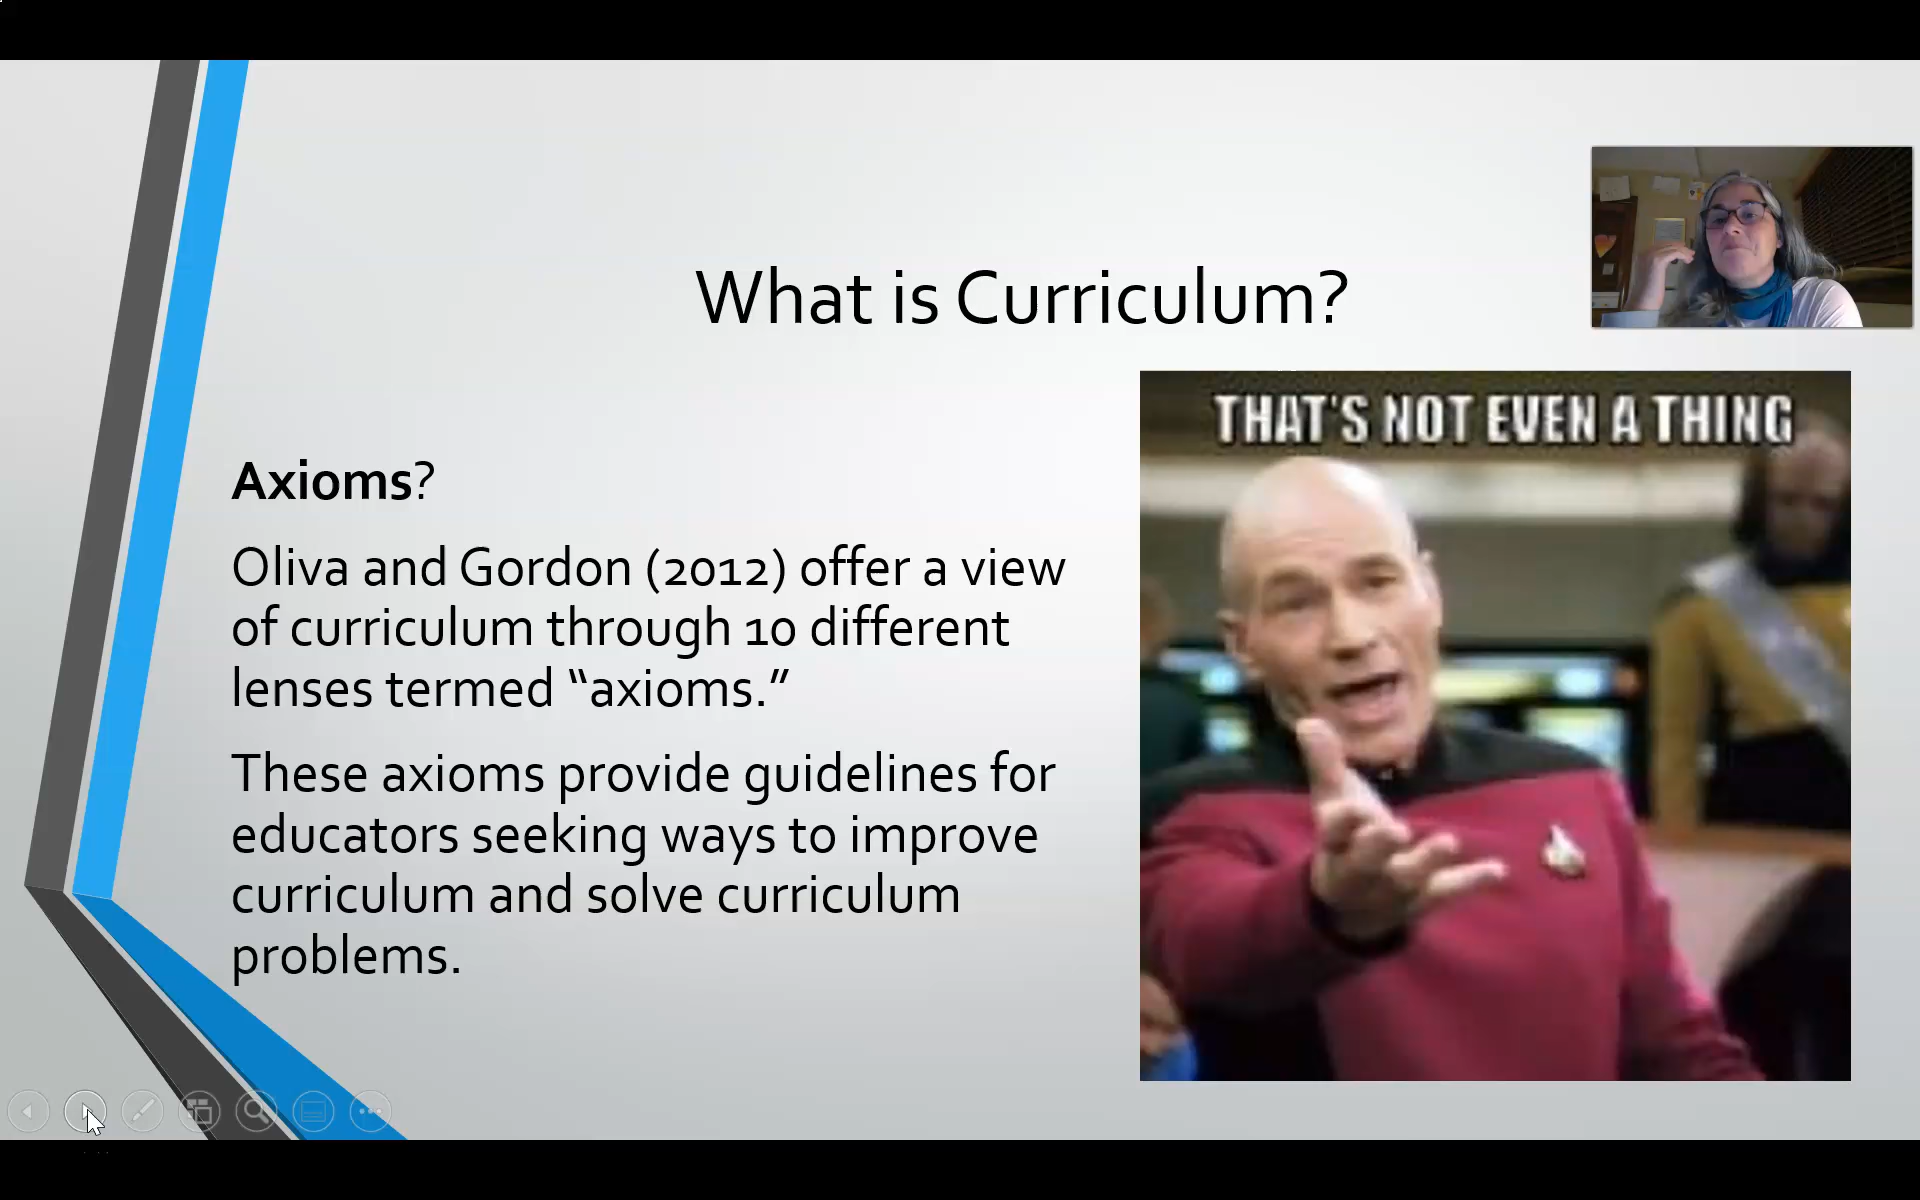 What is Curriculum?
THAT'S NOT EVEN A THING
Axioms?
Oliva and Gordon (2012) offer a view
of curriculum through 10 different
lenses termed “axioms.”
These axioms provide guidelines for
educators seeking ways to improve
curriculum and solve curriculum
problems.